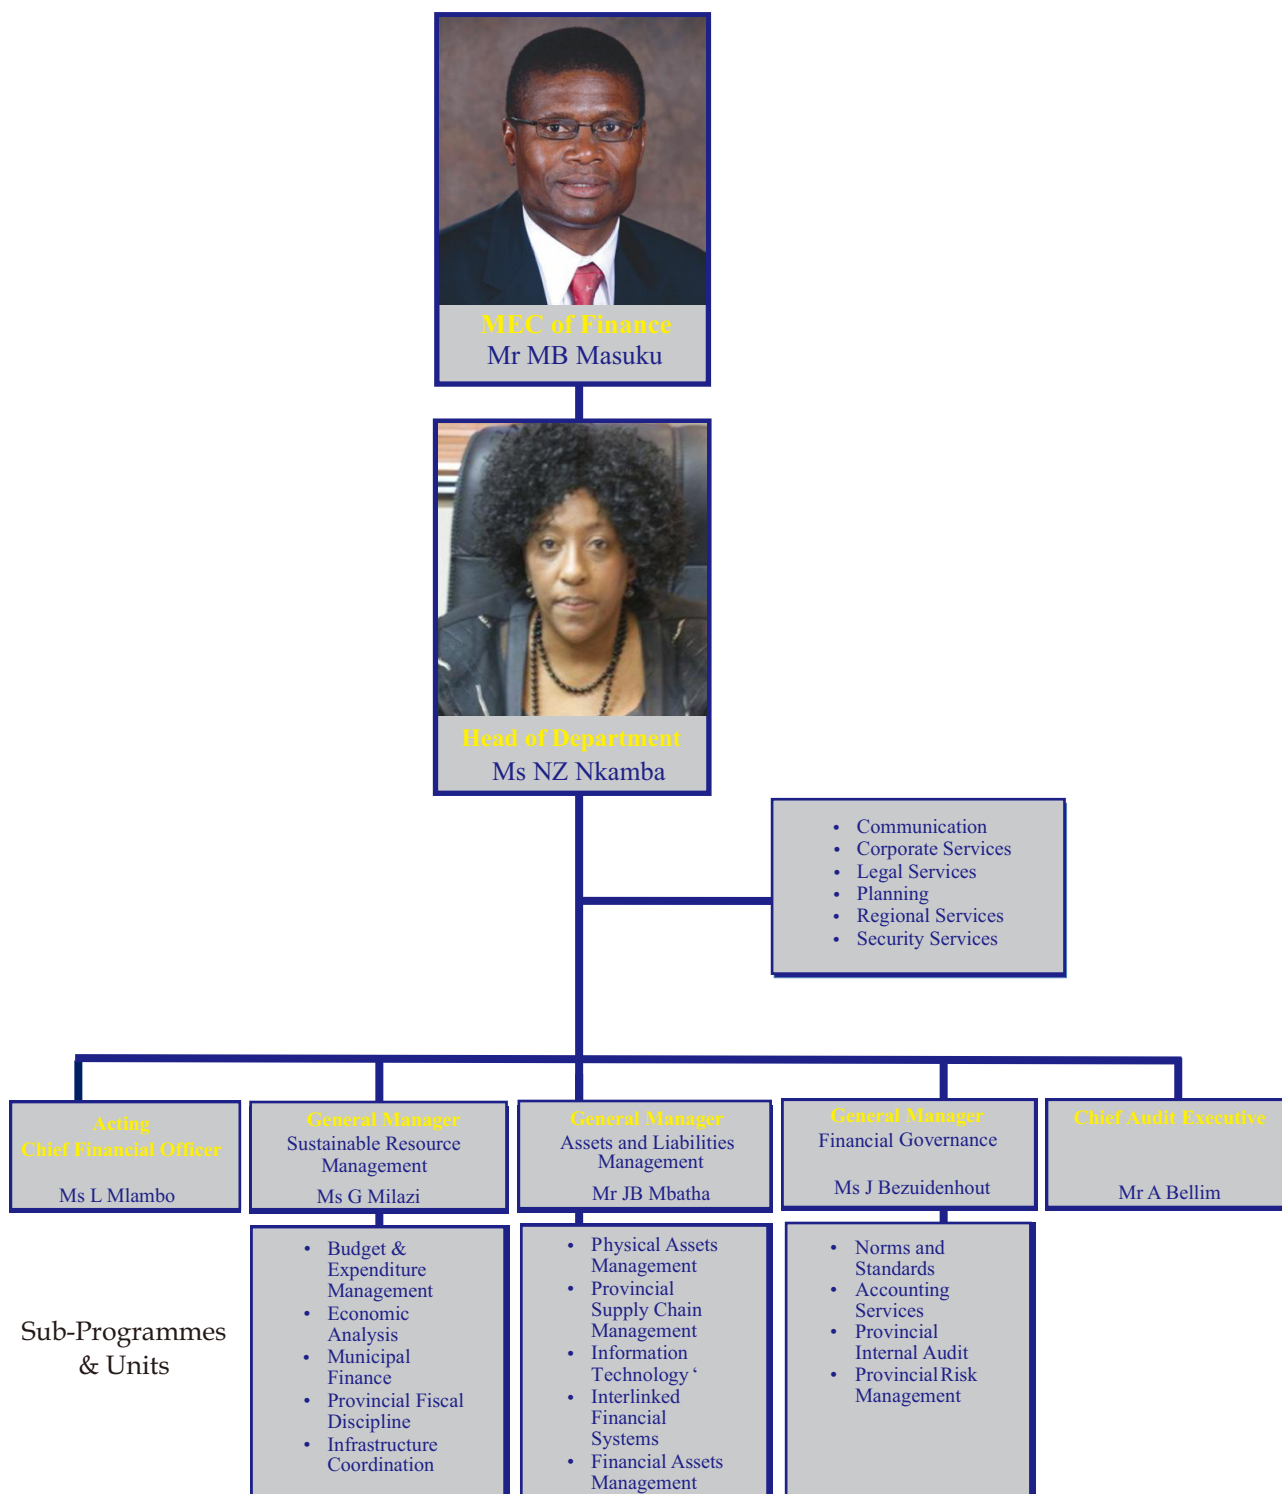 MEC of Finance
Mr MB Masuku
Head of Department
Ms NZ Nkamba
• Communication
• Corporate Services
• Legal Services
• Planning
• Regional Services
• Security Services
Acting
Chief Financial Officer
Ms L Mlambo
General Manager
Sustainable Resource
Management
Ms G Milazi
General Manager
Assets and Liabilities
Management
Mr JB Mbatha
General Manager
Financial Governance
Ms J Bezuidenhout
Chief Audit Executive
Mr A Bellim
Sub-Programmes
& Units
• Budget &
Expenditure
Management
• Economic
Analysis
• Municipal
Finance
• Provincial Fiscal
Discipline
• Infrastructure
Coordination
• Physical Assets
Management
• Provincial
Supply Chain
Management
• Information
Technology ‘
• Interlinked
Financial
Systems
• Financial Assets
Management
• Norms and
Standards
• Accounting
Services
• Provincial
Internal Audit
• Provincial Risk
Management